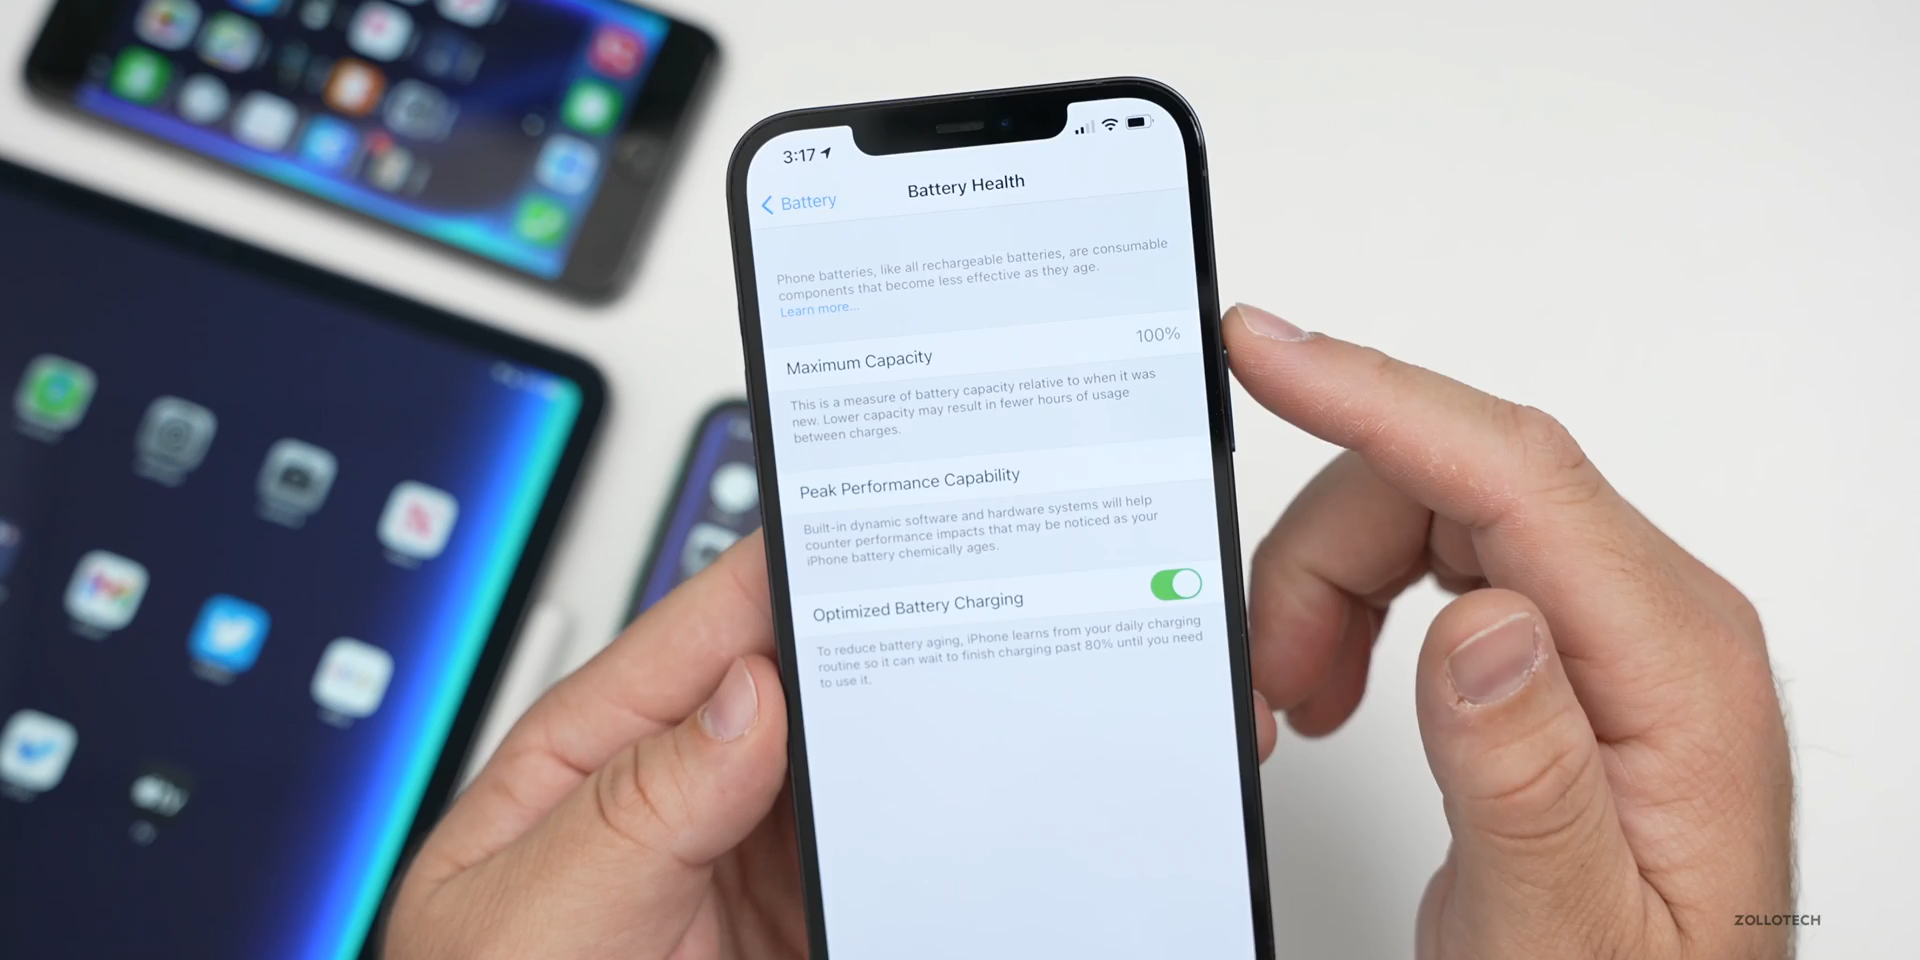 3:17
Battery
Battery Health
Phone batteries, like all rechargeable batteries, are consumable
components that become less effective as they age.
Learn more...
Maximum Capacity 100%
This is a measure of battery capacity relative to when it was
new. Lower capacity may result in fewer hours of usage
between charges.
Peak Performance Capability
Built-in dynamic software and hardware systems will help
counter performance impacts that may be noticed as your
iPhone battery chemically ages.
Optimized Battery Charging
To reduce battery aging, iPhone learns from your daily charging
routine so it can wait to finish charging past 80% until you need
to use it.
ZOLLOTECH